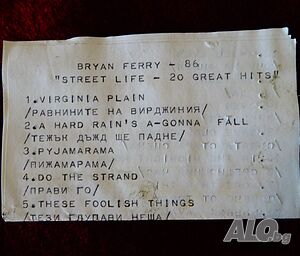 BRYAN FERRY - 86
"STREET LIFE - 20 GREAT HITS"
1.VIRGINIA PLAIN
/РАВНИНИТЕ НА ВИРДЖИНИЯ/
2.A HARD RAIN'S A-GONNA FALL
/ТЕЖЪК ДЪЖД ЩЕ ПАДНЕ/
3.PYJAMARAMA
/ПИЖАМАРАМА/
4.DO THE STRAND
/ПРАВИ ГО/
5.THESE FOOLISH THINGS
/ТЕЗИ ГЛУПАВИ НЕЩА/
ALO.bg